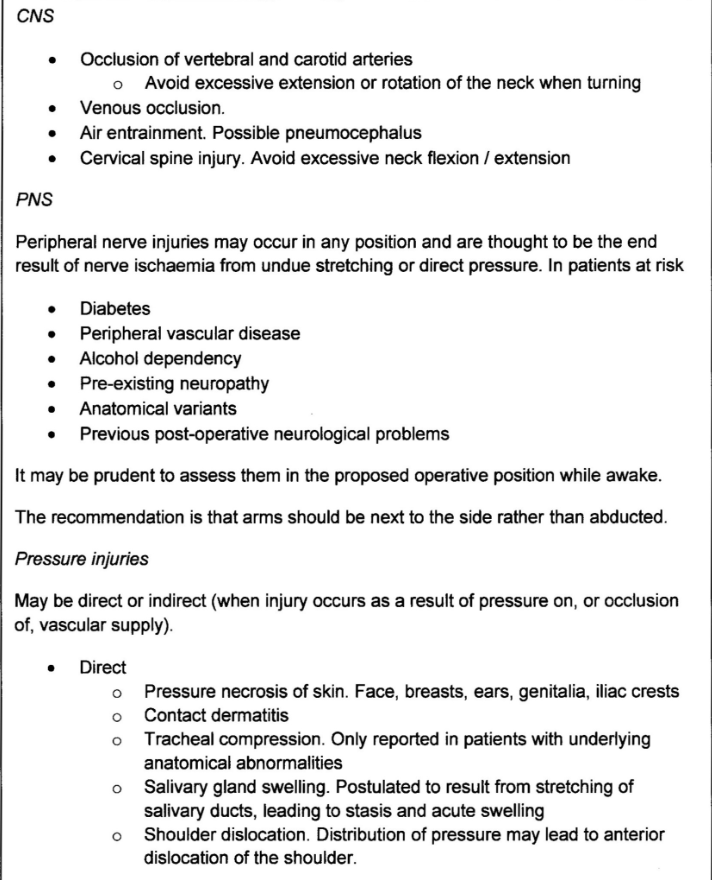 CNS
• Occlusion of vertebral and carotid arteries
o Avoid excessive extension or rotation of the neck when turning
• Venous occlusion.
• Air entrainment. Possible pneumocephalus
• Cervical spine injury. Avoid excessive neck flexion / extension
PNS
Peripheral nerve injuries may occur in any position and are thought to be the end
result of nerve ischaemia from undue stretching or direct pressure. In patients at risk
• Diabetes
• Peripheral vascular disease
• Alcohol dependency
• Pre-existing neuropathy
• Anatomical variants
• Previous post-operative neurological problems
It may be prudent to assess them in the proposed operative position while awake.
The recommendation is that arms should be next to the side rather than abducted.
Pressure injuries
May be direct or indirect (when injury occurs as a result of pressure on, or occlusion
of, vascular supply).
• Direct
o Pressure necrosis of skin. Face, breasts, ears, genitalia, iliac crests
o Contact dermatitis
o Tracheal compression. Only reported in patients with underlying
anatomical abnormalities
o Salivary gland swelling. Postulated to result from stretching of
salivary ducts, leading to stasis and acute swelling
o Shoulder dislocation. Distribution of pressure may lead to anterior
dislocation of the shoulder.